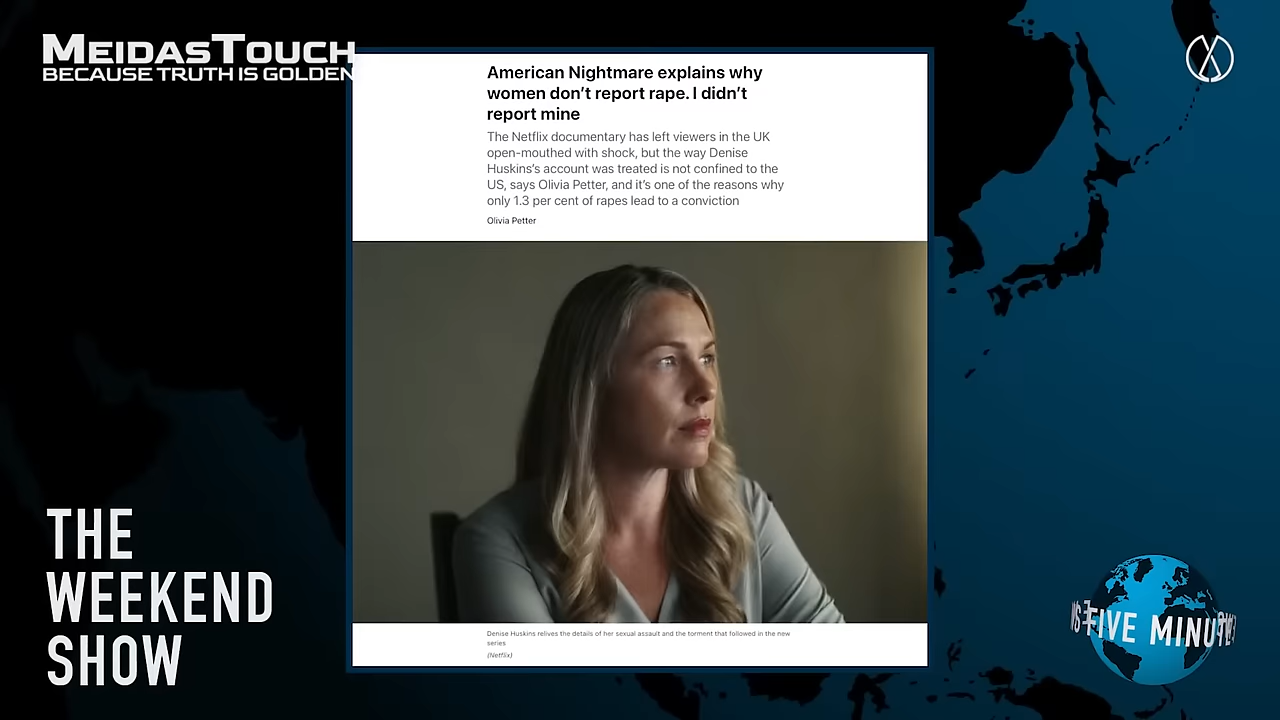 MEIDASTOUCH
BECAUSE TRUTH IS GOLDEN
American Nightmare explains why
women don't report rape. I didn't
report mine
The Netflix documentary has left viewers in the UK
open-mouthed with shock, but the way Denise
Huskins's account was treated is not confined to the
US, says Olivia Petter, and it's one of the reasons why
only 1.3 per cent of rapes lead to a conviction
Olivia Petter
THE
WEEKEND
SHOW
FIVE MINUTE
Denise Huskins relives the details of her sexual assault and the torment that followed in the new
series
(Netflix)